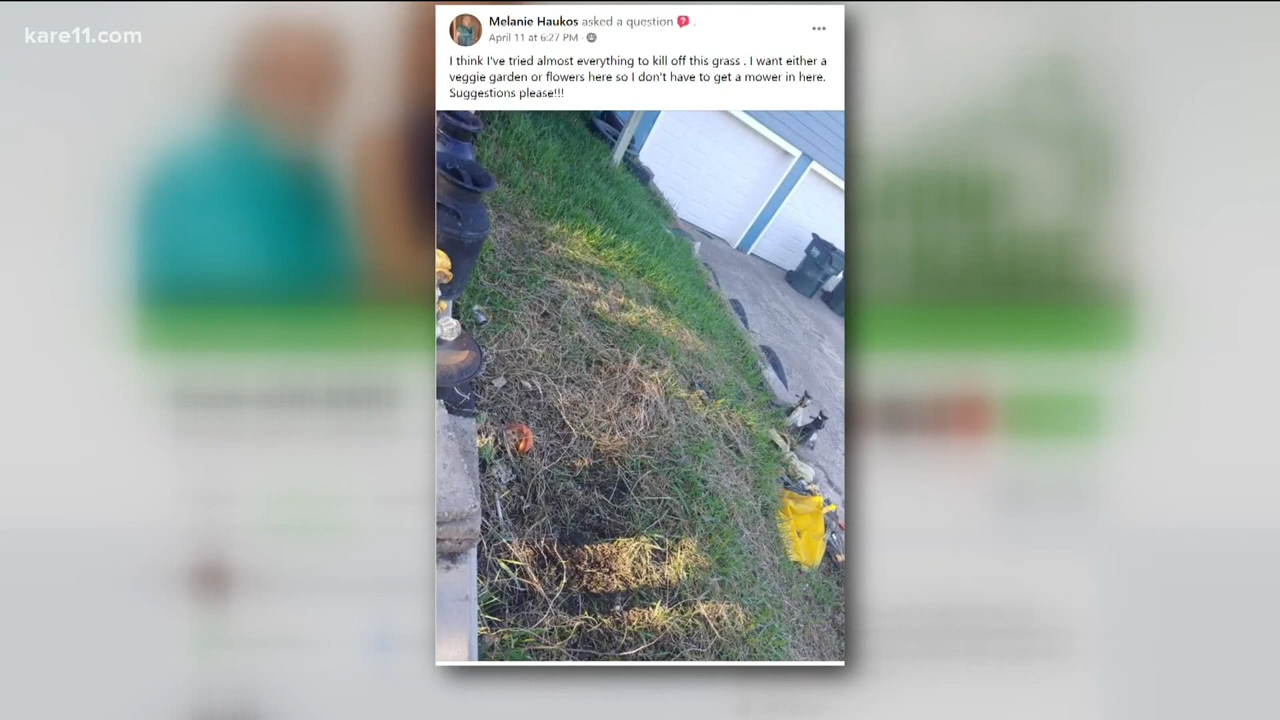 kare11.com
Melanie Haukos asked a question
April 11 at 6:27 PM ·
I think I've tried almost everything to kill off this grass . I want either a
veggie garden or flowers here so I don't have to get a mower in here.
Suggestions please!!!